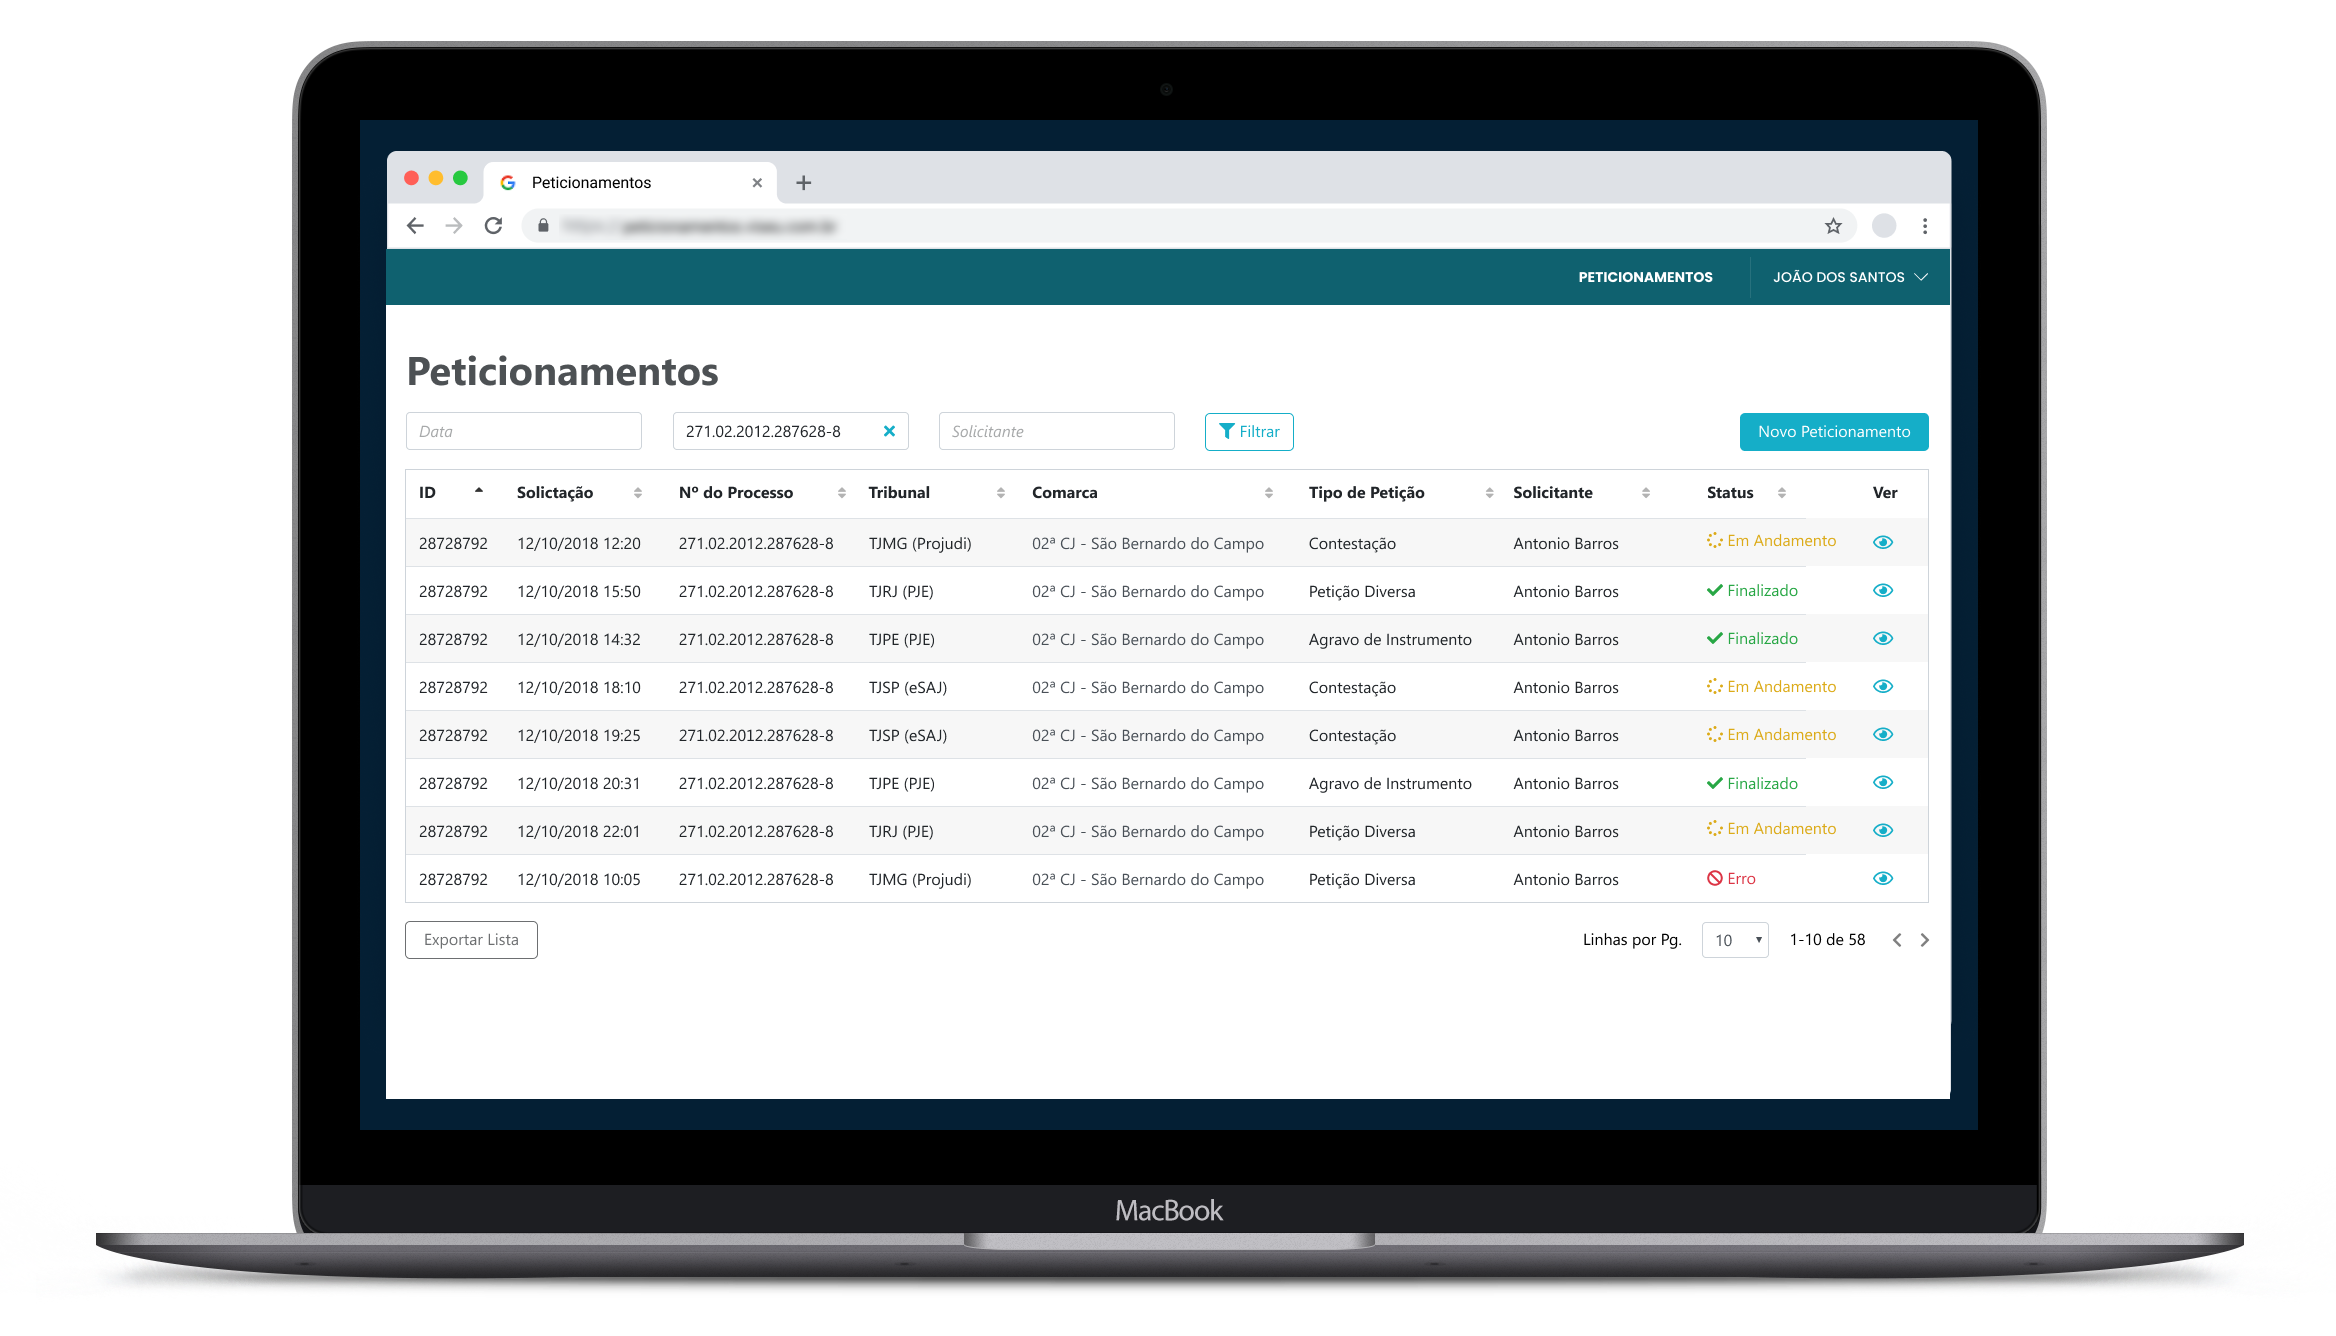 Peticionamentos
PETICIONAMENTOS JOÃO DOS SANTOS
Peticionamentos
Data 271.02.2012.287628-8 Solicitante Filtrar Novo Peticionamento
ID Solictação Nº do Processo Tribunal Comarca Tipo de Petição Solicitante Status Ver
28728792 12/10/2018 12:20 271.02.2012.287628-8 TJMG (Projudi) 02ª CJ - São Bernardo do Campo Contestação Antonio Barros Em Andamento
28728792 12/10/2018 15:50 271.02.2012.287628-8 TJRJ (PJE) 02ª CJ - São Bernardo do Campo Petição Diversa Antonio Barros Finalizado
28728792 12/10/2018 14:32 271.02.2012.287628-8 TJPE (PJE) 02ª CJ - São Bernardo do Campo Agravo de Instrumento Antonio Barros Finalizado
28728792 12/10/2018 18:10 271.02.2012.287628-8 TJSP (eSAJ) 02ª CJ - São Bernardo do Campo Contestação Antonio Barros Em Andamento
28728792 12/10/2018 19:25 271.02.2012.287628-8 TJSP (eSAJ) 02ª CJ - São Bernardo do Campo Contestação Antonio Barros Em Andamento
28728792 12/10/2018 20:31 271.02.2012.287628-8 TJPE (PJE) 02ª CJ - São Bernardo do Campo Agravo de Instrumento Antonio Barros Finalizado
28728792 12/10/2018 22:01 271.02.2012.287628-8 TJRJ (PJE) 02ª CJ - São Bernardo do Campo Petição Diversa Antonio Barros Em Andamento
28728792 12/10/2018 10:05 271.02.2012.287628-8 TJMG (Projudi) 02ª CJ - São Bernardo do Campo Petição Diversa Antonio Barros Erro
Exportar Lista Linhas por Pg. 10 1-10 de 58
MacBook